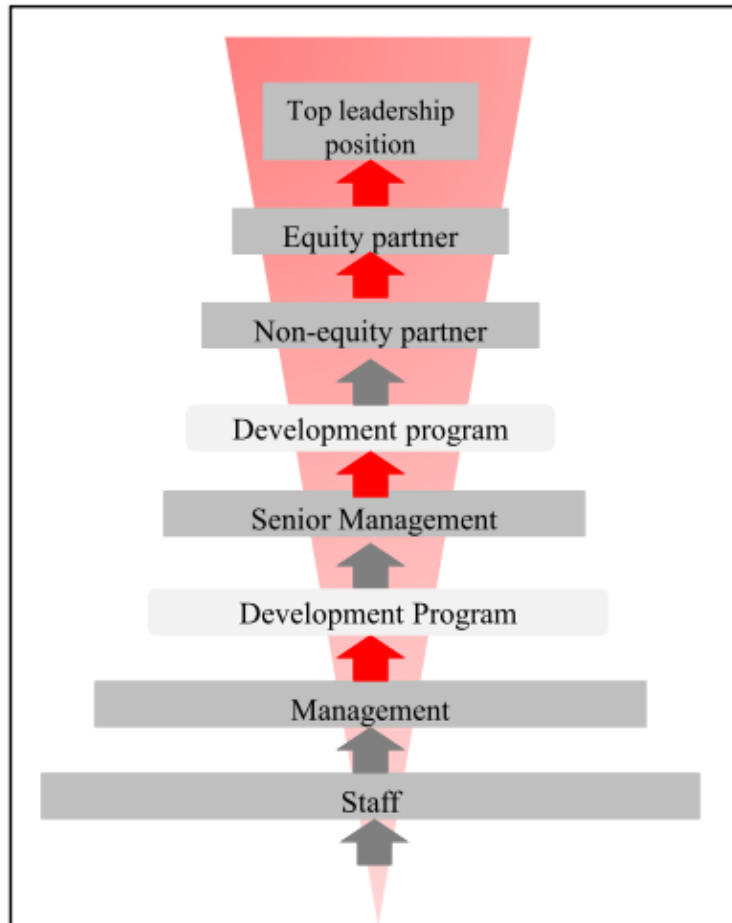 Top leadership
position
Equity partner
Non-equity partner
Development program
Senior Management
Development Program
Management
Staff